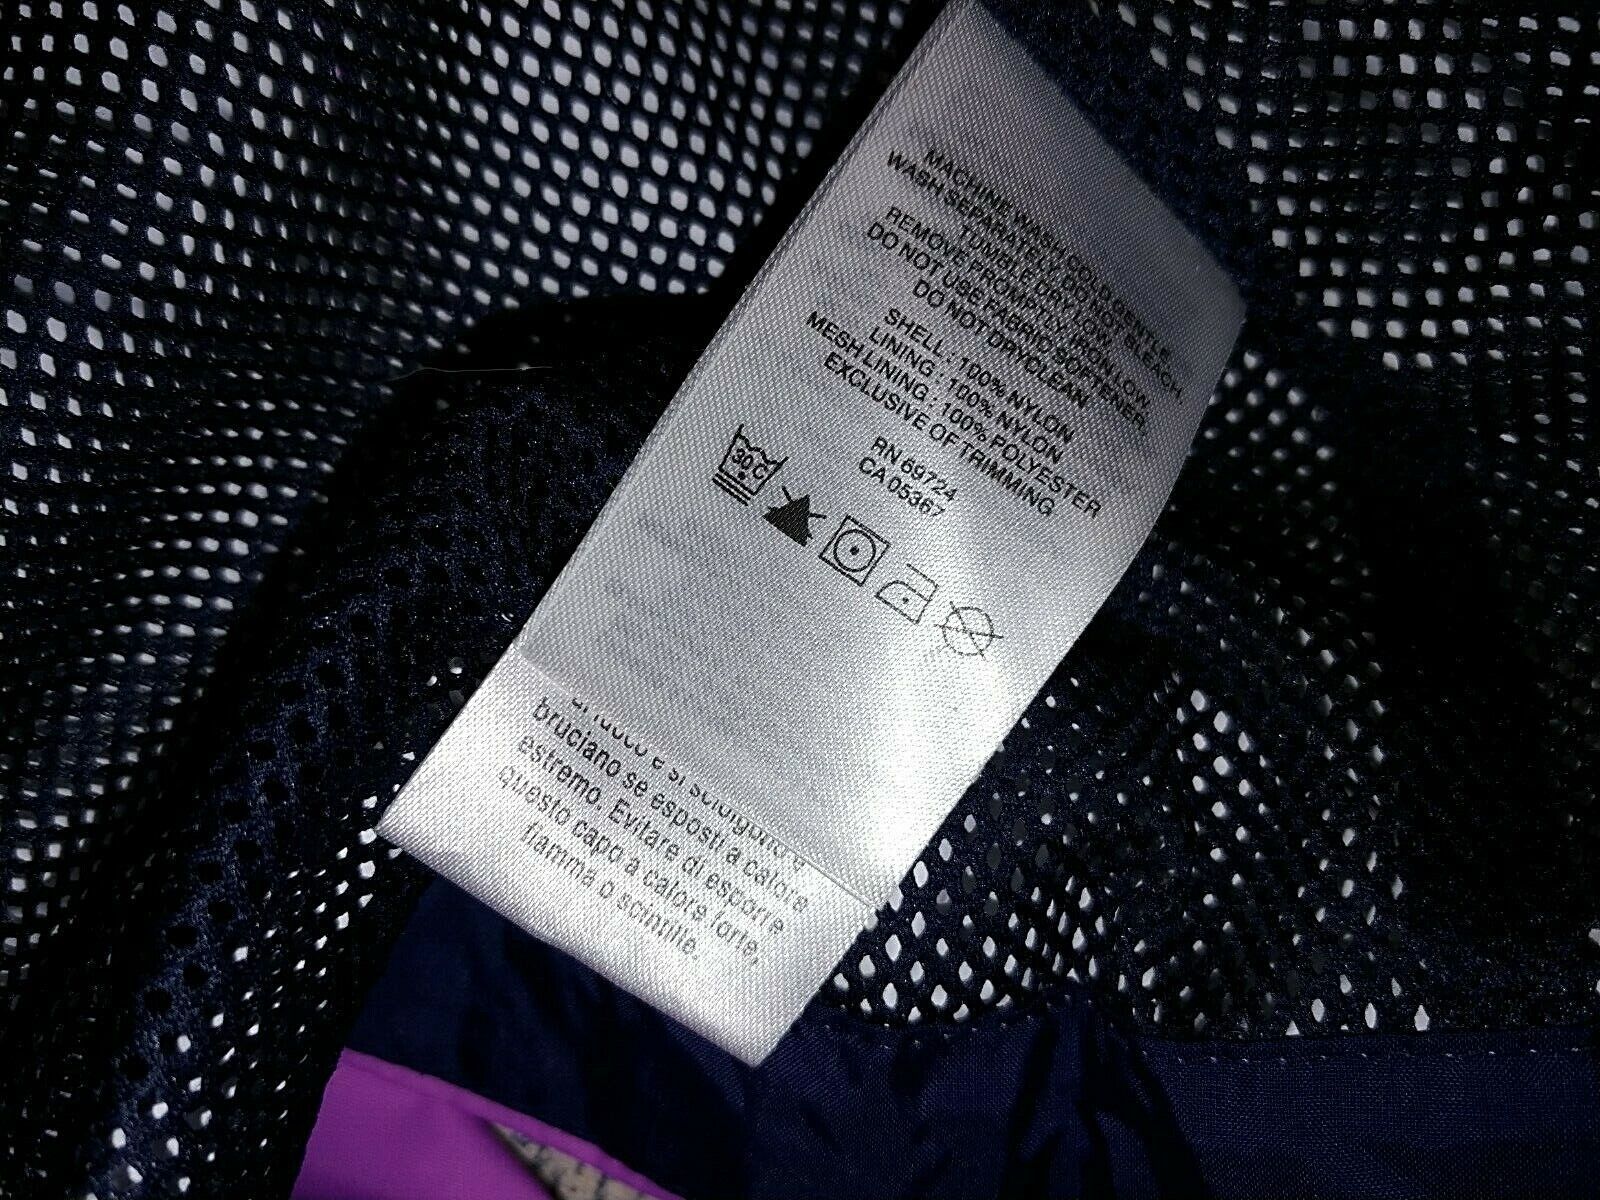 MACHINE WASH COLD GENTLE
WASH SEPARATELY. DO NOT BLEACH.
TUMBLE DRY LOW.
REMOVE PROMPTLY. IRON LOW.
DO NOT USE FABRIC SOFTENER.
DO NOT DRYCLEAN
SHELL : 100% NYLON
LINING : 100% NYLON
MESH LINING : 100% POLYESTER
EXCLUSIVE OF TRIMMING
RN 69724
CA 05367
30°C
e si sciolgono e
bruciano se esposti a calore
estremo. Evitare di esporre
questo capo a calore forte,
fiamma o scintille.